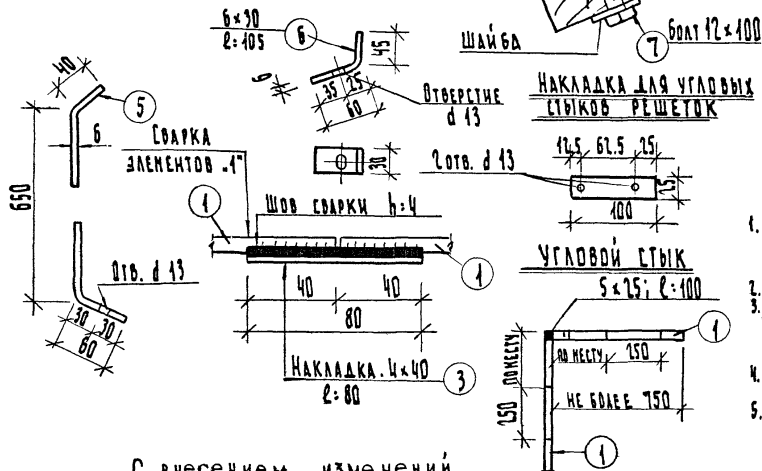 6×30
ℓ=105
6
45
ШАЙБА
7
БОЛТ 12×100
40
5
6
35
25
60
ОТВЕРСТИЕ
d 13
НАКЛАДКА ДЛЯ УГЛОВЫХ
СТЫКОВ РЕШЕТОК
6
СВАРКА
ЭЛЕМЕНТОВ „1"
30
2 ОТВ. d 13
12.5
62.5
25
25
100
650
1
ШОВ СВАРКИ h=4
1
1.
УГЛОВОЙ СТЫК
ОТВ. d 13
5×25; ℓ=100
2.
3.
40
40
80
30
30
60
1
ПО МЕСТУ
ПО МЕСТУ
250
НАКЛАДКА. 4×40
ℓ=80
3
НЕ БОЛЕЕ 750
250
4.
5.
1
С внесением изменений